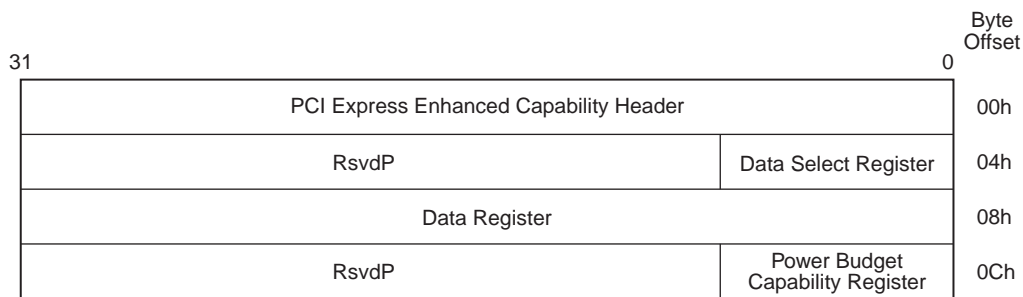 Byte
Offset
31
0
PCI Express Enhanced Capability Header
00h
RsvdP
Data Select Register
04h
Data Register
08h
RsvdP
Power Budget
Capability Register
0Ch